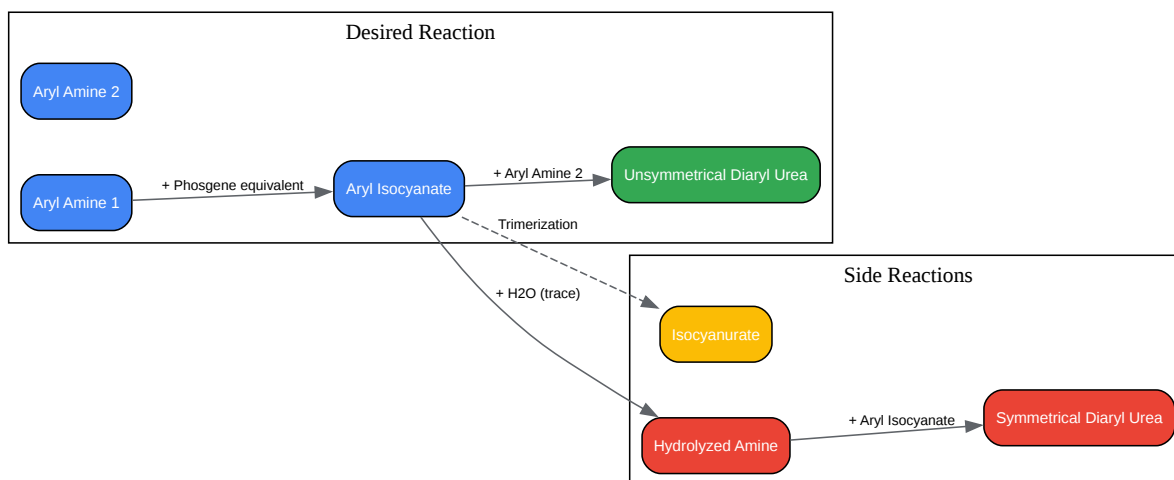 Desired Reaction
Aryl Amine 2
Aryl Amine 1
+ Phosgene equivalent
Aryl Isocyanate
+ Aryl Amine 2
Unsymmetrical Diaryl Urea
Trimerization
+ H2O (trace)
Side Reactions
Isocyanurate
Hydrolyzed Amine
+ Aryl Isocyanate
Symmetrical Diaryl Urea